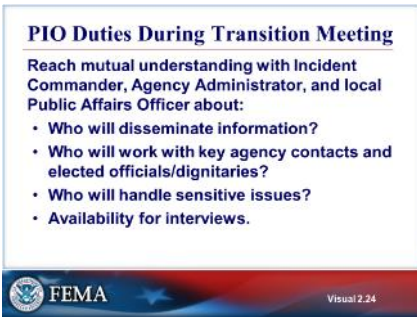 PIO Duties During Transition Meeting
Reach mutual understanding with Incident
Commander, Agency Administrator, and local
Public Affairs Officer about:
• Who will disseminate information?
• Who will work with key agency contacts and
elected officials/dignitaries?
• Who will handle sensitive issues?
• Availability for interviews.
FEMA
Visual 2.24